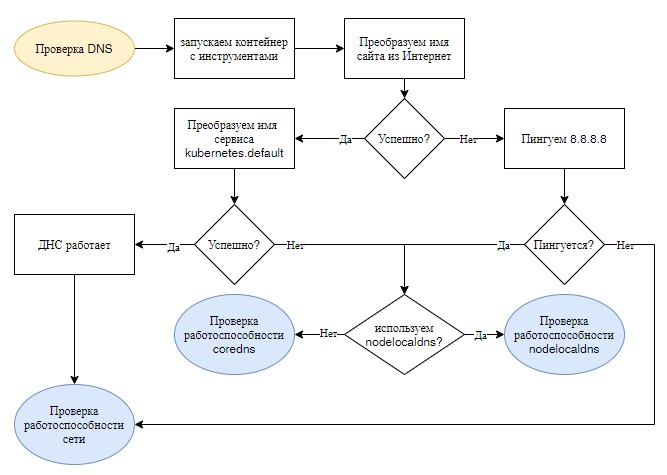 Проверка DNS
запускаем контейнер
с инструментами
Преобразуем имя
сайта из Интернет
Преобразуем имя
сервиса
kubernetes.default
Да
Успешно?
Нет
Пингуем 8.8.8.8
ДНС работает
Да
Успешно?
Нет
Да
Пингуется?
Нет
Проверка
работоспособности
coredns
Нет
используем
nodelocaldns?
Да
Проверка
работоспособности
nodelocaldns
Проверка
работоспособности
сети